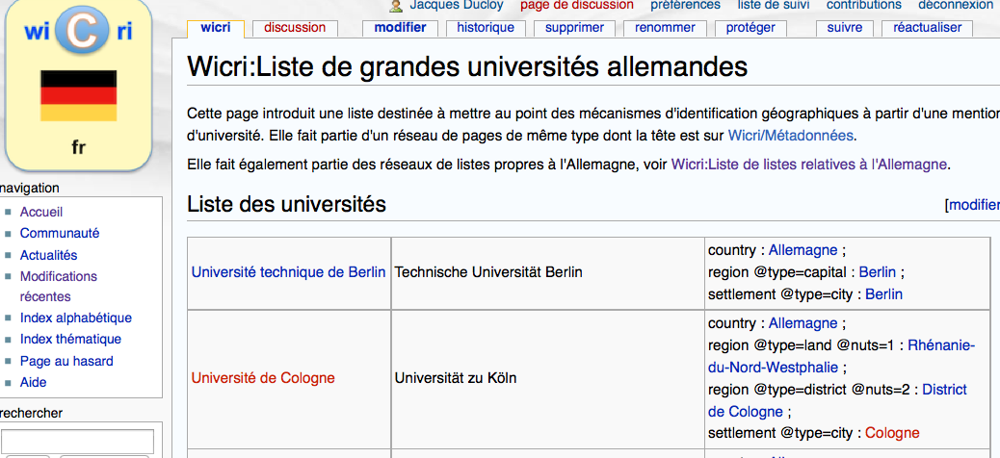 wi C ri
fr
Jacques Ducloy page de discussion préférences liste de suivi contributions déconnexion
wicri discussion modifier historique supprimer renommer protéger suivre réactualiser
Wicri:Liste de grandes universités allemandes
Cette page introduit une liste destinée à mettre au point des mécanismes d'identification géographiques à partir d'une mention
d'université. Elle fait partie d'un réseau de pages de même type dont la tête est sur Wicri/Métadonnées.
Elle fait également partie des réseaux de listes propres à l'Allemagne, voir Wicri:Liste de listes relatives à l'Allemagne.
navigation
Accueil
Communauté
Actualités
Modifications
récentes
Index alphabétique
Index thématique
Page au hasard
Aide
rechercher
Liste des universités
[modifier
Université technique de Berlin
Technische Universität Berlin
country : Allemagne ;
region @type=capital : Berlin ;
settlement @type=city : Berlin
Université de Cologne
Universität zu Köln
country : Allemagne ;
region @type=land @nuts=1 : Rhénanie-
du-Nord-Westphalie ;
region @type=district @nuts=2 : District
de Cologne ;
settlement @type=city : Cologne